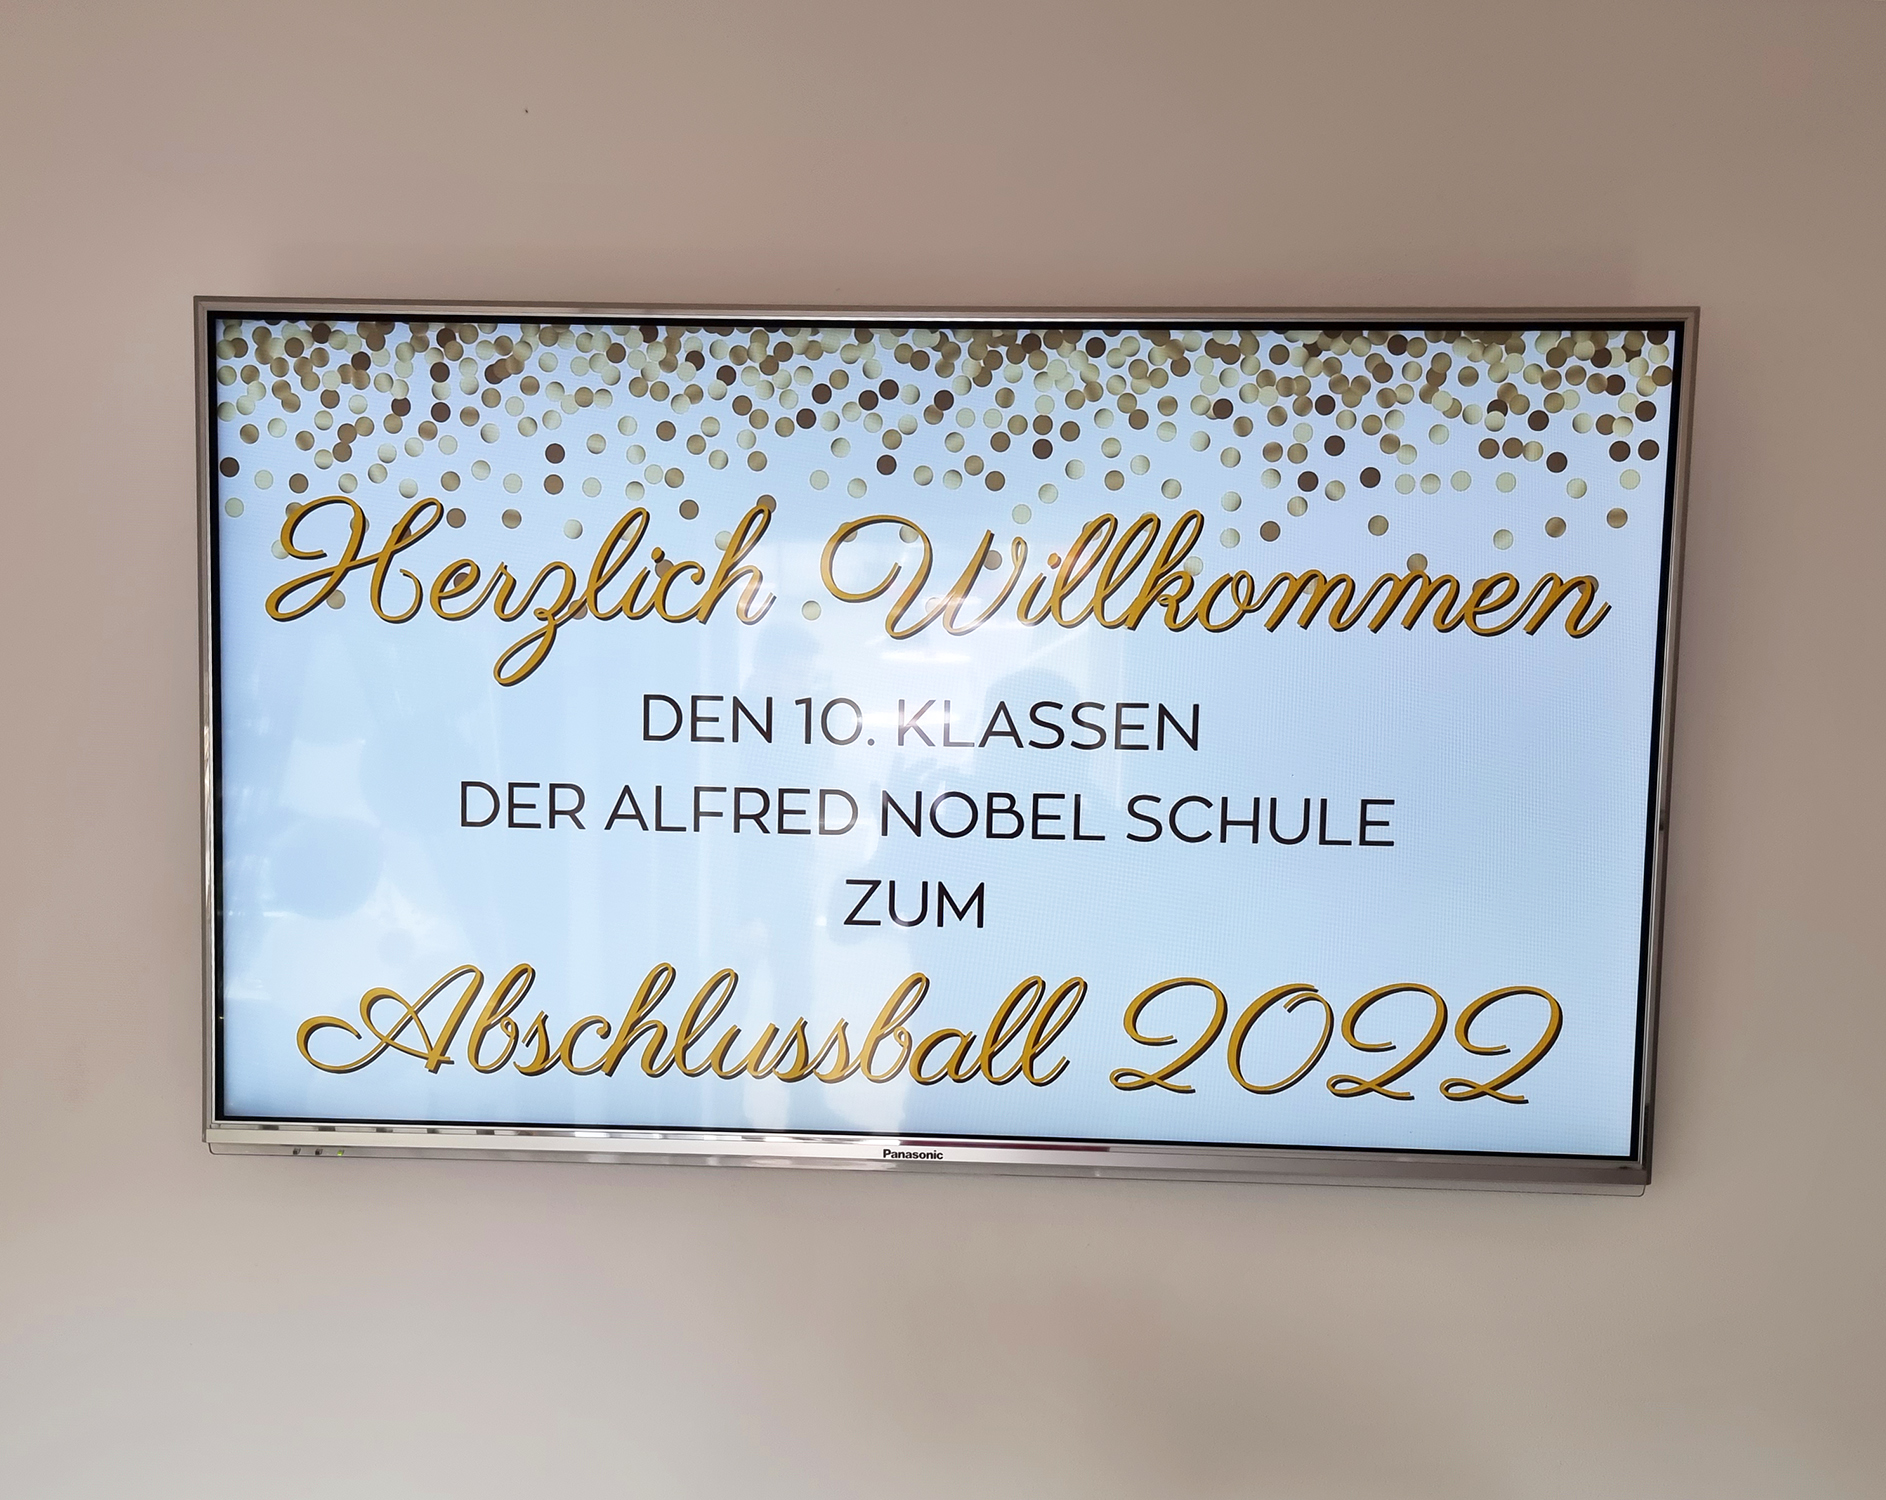 Herzlich Willkommen
DEN 10. KLASSEN
DER ALFRED NOBEL SCHULE
ZUM
Abschlussball 2022
Panasonic